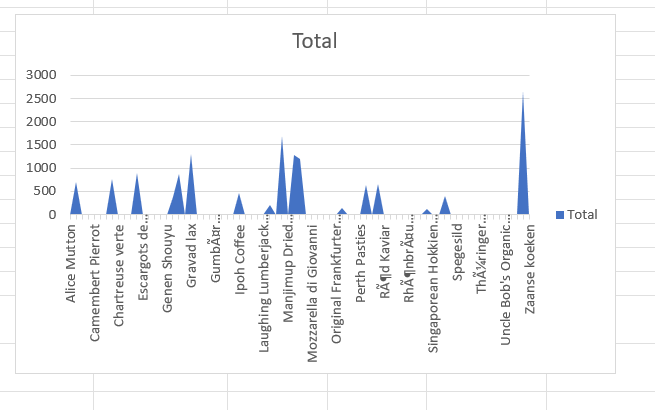 Total
3000
2500
2000
1500
1000
500
0
Total
Alice Mutton
Camembert Pierrot
Chartreuse verte
Escargots de...
Genen Shouyu
Gravad lax
GumbÃ¤r...
Ipoh Coffee
Laughing Lumberjack...
Manjimup Dried...
Mozzarella di Giovanni
Original Frankfurter...
Perth Pasties
RÃ¶d Kaviar
RhÃ¶nbrÃ¤u...
Singaporean Hokkien...
Spegesild
ThÃ¼ringer...
Uncle Bob's Organic...
Zaanse koeken